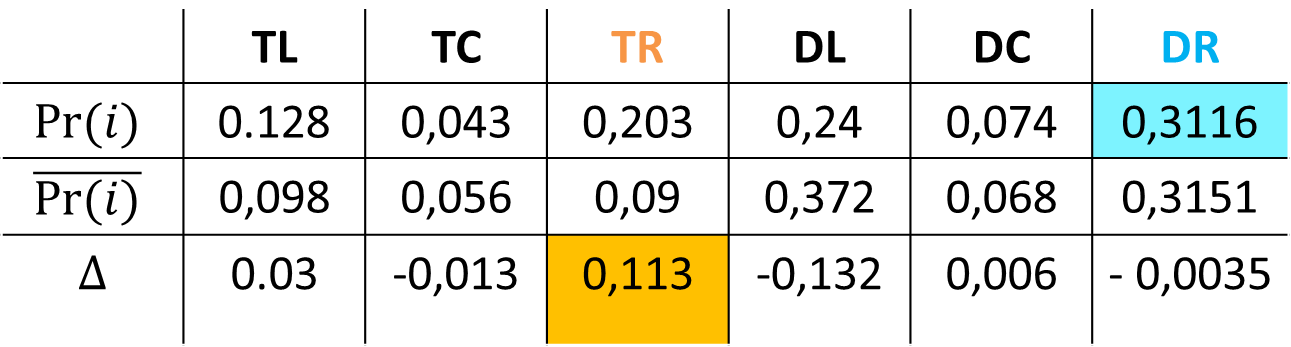 TL TC TR DL DC DR
Pr(i) 0.128 0,043 0,203 0,24 0,074 0,3116
P̅r̅(̅i̅)̅ 0,098 0,056 0,09 0,372 0,068 0,3151
Δ 0.03 -0,013 0,113 -0,132 0,006 - 0,0035